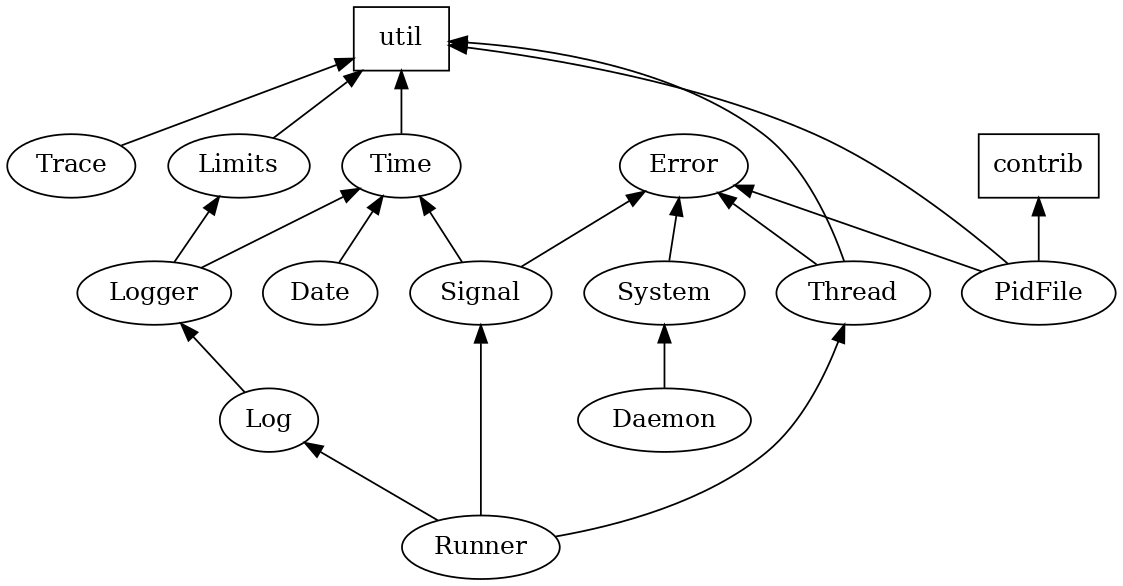 util
Trace
Limits
Time
Error
contrib
Logger
Date
Signal
System
Thread
PidFile
Log
Daemon
Runner